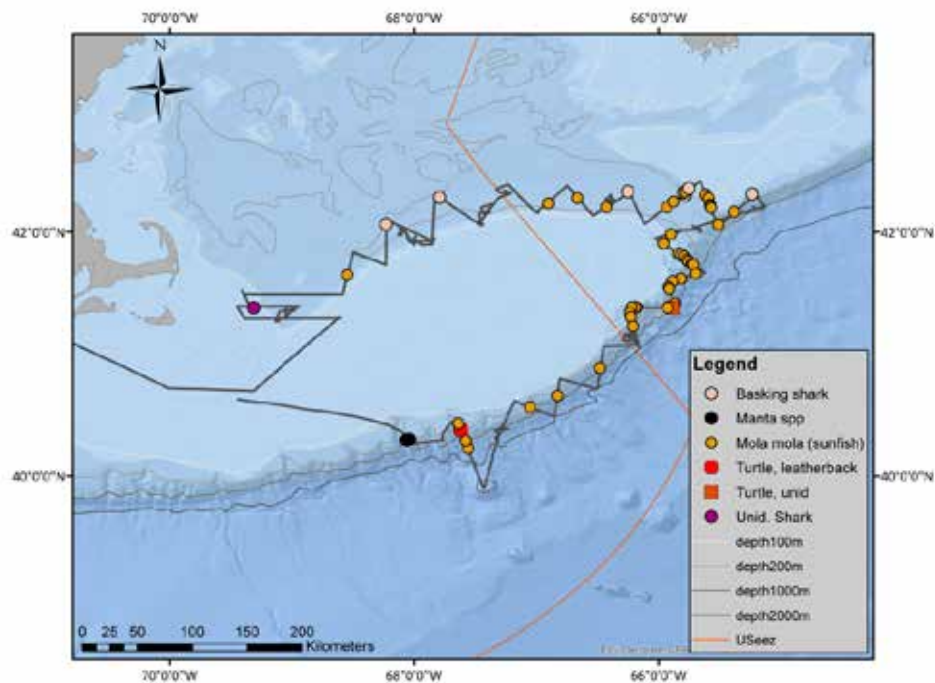 70°0'0"W 68°0'0"W 66°0'0"W
N
42°0'0"N 42°0'0"N
40°0'0"N 40°0'0"N
Legend
Basking shark
Manta spp
Mola mola (sunfish)
Turtle, leatherback
Turtle, unid
Unid. Shark
depth100m
depth200m
depth1000m
depth2000m
USeez
0 25 50 100 150 200
Kilometers
70°0'0"W 68°0'0"W 66°0'0"W